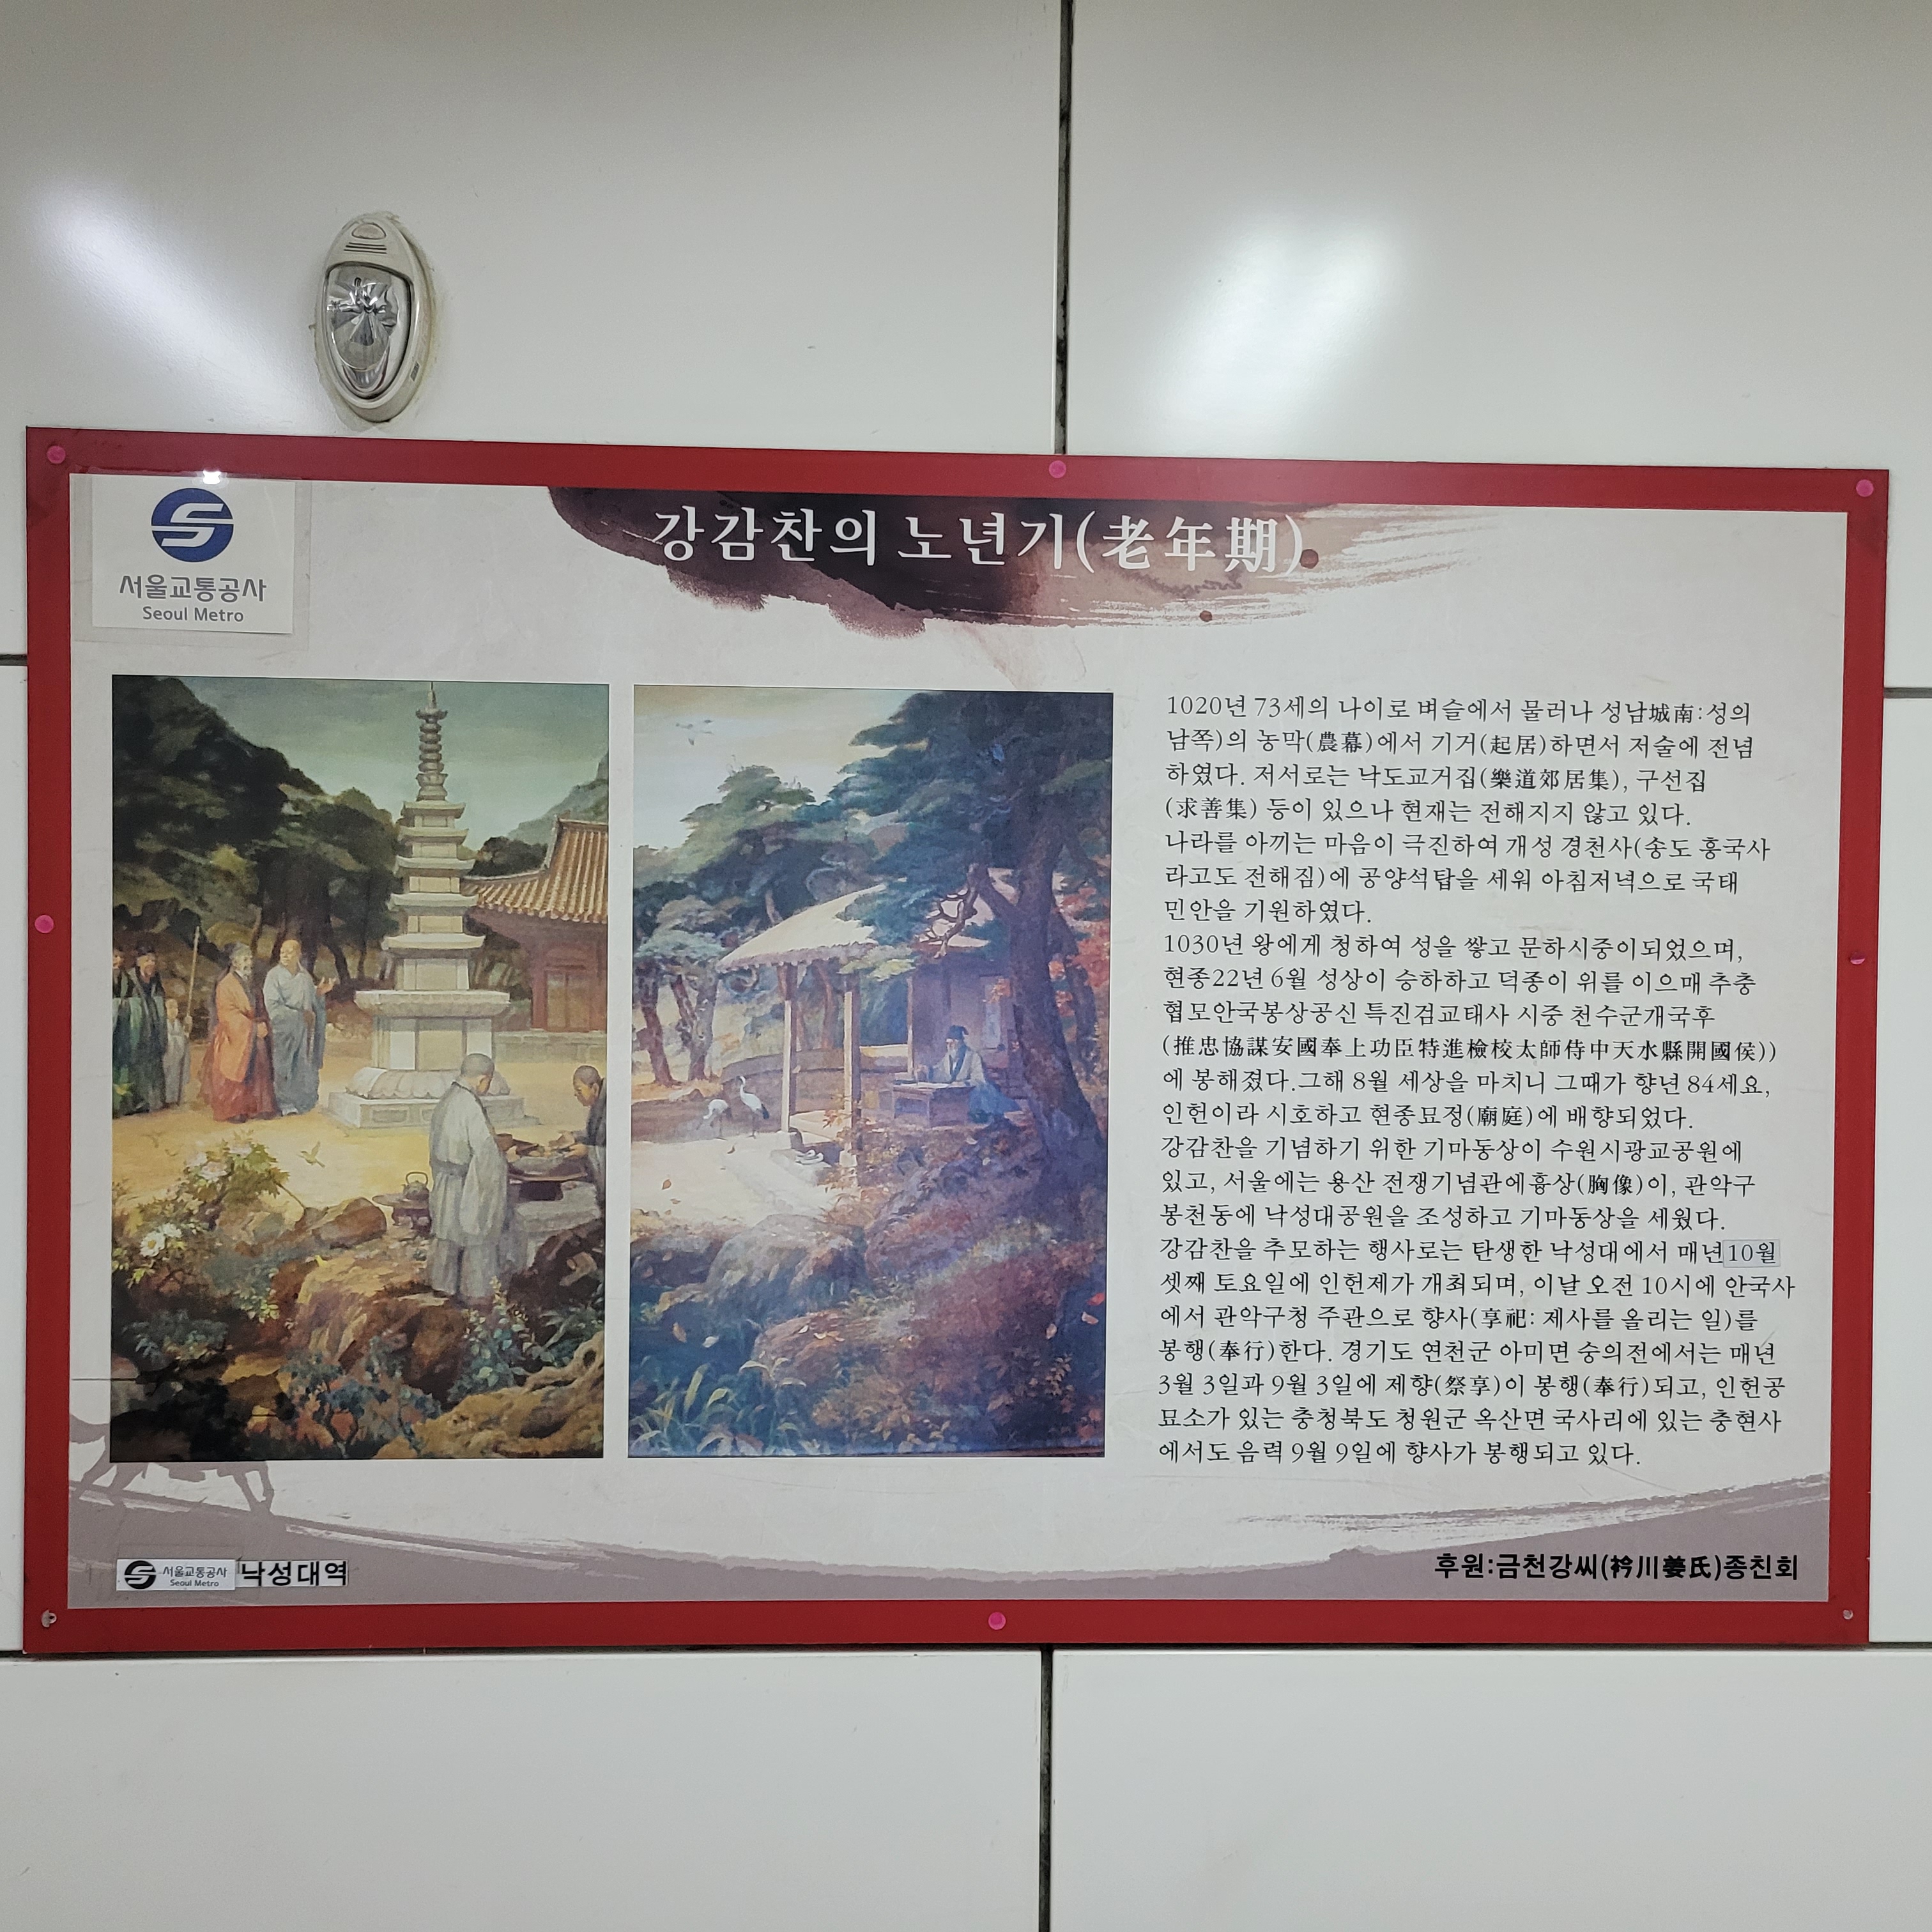 서울교통공사
Seoul Metro
강감찬의 노년기(老年期)
1020년 73세의 나이로 벼슬에서 물러나 성남城南:성의
남쪽)의 농막(農幕)에서 기거(起居)하면서 저술에 전념
하였다. 저서로는 낙도교거집(樂道郊居集), 구선집
(求善集) 등이 있으나 현재는 전해지지 않고 있다.
나라를 아끼는 마음이 극진하여 개성 경천사(송도 흥국사
라고도 전해짐)에 공양석탑을 세워 아침저녁으로 국태
민안을 기원하였다.
1030년 왕에게 청하여 성을 쌓고 문하시중이되었으며,
현종22년 6월 성상이 승하하고 덕종이 위를 이으매 추충
협모안국봉상공신 특진검교태사 시중 천수군개국후
(推忠協謀安國奉上功臣特進檢校太師侍中天水縣開國侯))
에 봉해졌다.그해 8월 세상을 마치니 그때가 향년 84세요,
인헌이라 시호하고 현종묘정(廟庭)에 배향되었다.
강감찬을 기념하기 위한 기마동상이 수원시광교공원에
있고, 서울에는 용산 전쟁기념관에흉상(胸像)이, 관악구
봉천동에 낙성대공원을 조성하고 기마동상을 세웠다.
강감찬을 추모하는 행사로는 탄생한 낙성대에서 매년 10월
셋째 토요일에 인헌제가 개최되며, 이날 오전 10시에 안국사
에서 관악구청 주관으로 향사(享祀: 제사를 올리는 일)를
봉행(奉行)한다. 경기도 연천군 아미면 숭의전에서는 매년
3월 3일과 9월 3일에 제향(祭享)이 봉행(奉行)되고, 인헌공
묘소가 있는 충청북도 청원군 옥산면 국사리에 있는 충현사
에서도 음력 9월 9일에 향사가 봉행되고 있다.
서울교통공사
Seoul Metro
낙성대역
후원:금천강씨(衿川姜氏)종친회